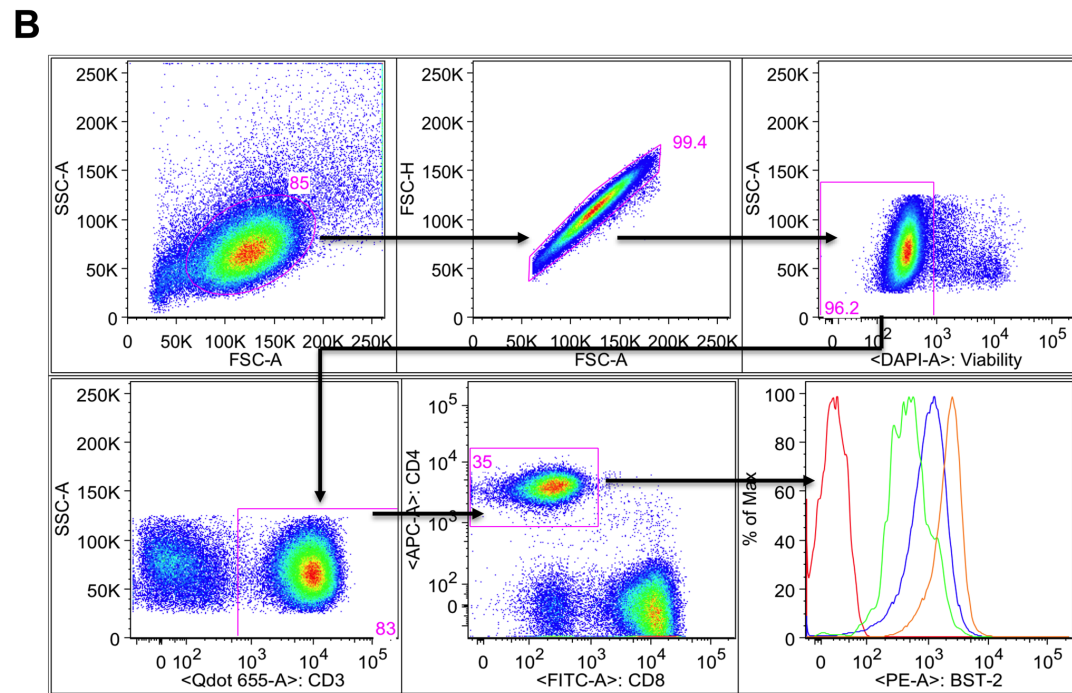 B
250K
200K
150K
100K
50K
0
SSC-A
85
0 50K 100K 150K 200K 250K
FSC-A
250K
200K
150K
100K
50K
0
FSC-H
99.4
0 50K 100K 150K 200K 250K
FSC-A
250K
200K
150K
100K
50K
0
SSC-A
96.2
0 10² 10³ 10⁴ 10⁵
<DAPI-A>: Viability
250K
200K
150K
100K
50K
0
SSC-A
83
0 10² 10³ 10⁴ 10⁵
<Qdot 655-A>: CD3
10⁵
10⁴
10³
10²
0
<APC-A>: CD4
35
0 10² 10³ 10⁴ 10⁵
<FITC-A>: CD8
100
80
60
40
20
0
% of Max
0 10² 10³ 10⁴ 10⁵
<PE-A>: BST-2